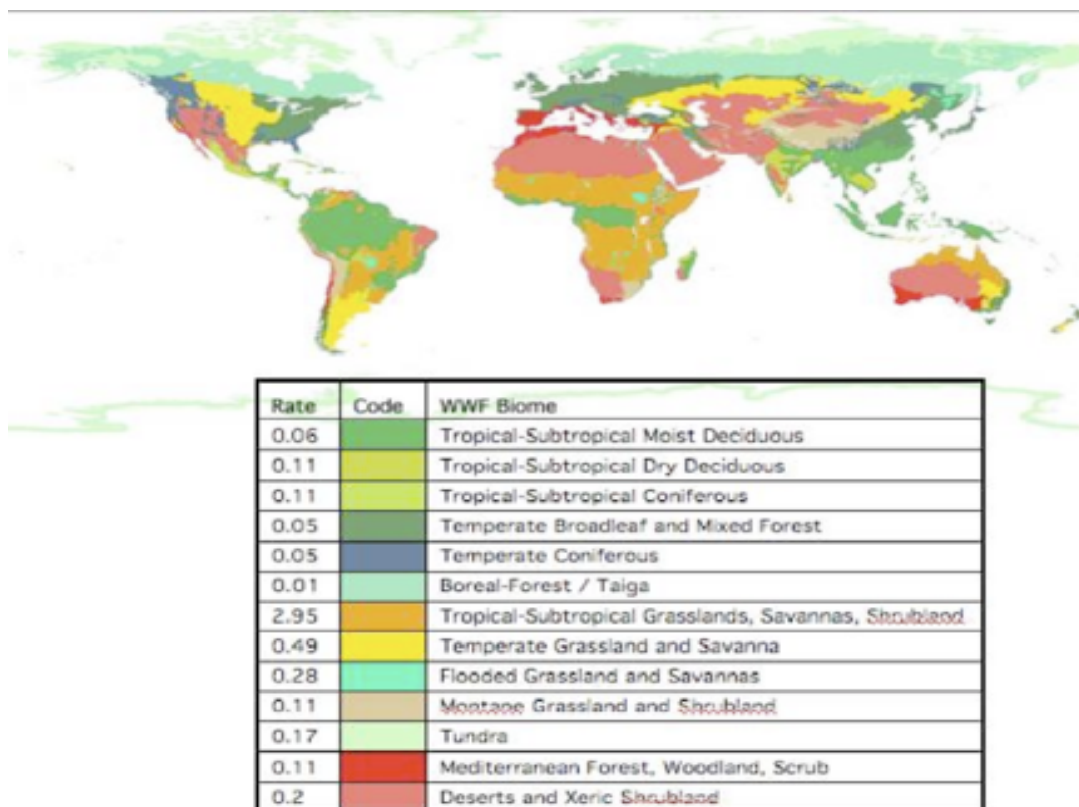 Rate Code WWF Biome
0.06 Tropical-Subtropical Moist Deciduous
0.11 Tropical-Subtropical Dry Deciduous
0.11 Tropical-Subtropical Coniferous
0.05 Temperate Broadleaf and Mixed Forest
0.05 Temperate Coniferous
0.01 Boreal-Forest / Taiga
2.95 Tropical-Subtropical Grasslands, Savannas, Shrubland
0.49 Temperate Grassland and Savanna
0.28 Flooded Grassland and Savannas
0.11 Montane Grassland and Shrubland
0.17 Tundra
0.11 Mediterranean Forest, Woodland, Scrub
0.2 Deserts and Xeric Shrubland